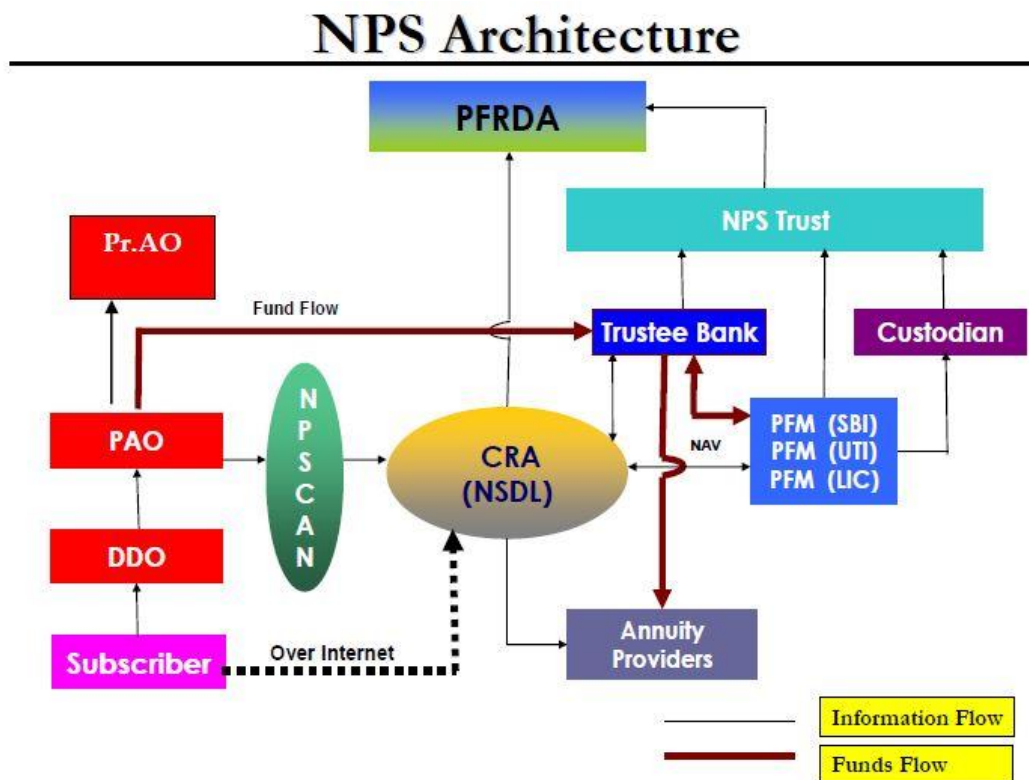 NPS Architecture
PFRDA
NPS Trust
Pr.AO
Fund Flow
Trustee Bank
Custodian
PAO
NPSCAN
CRA
(NSDL)
NAV
PFM (SBI)
PFM (UTI)
PFM (LIC)
DDO
Subscriber
Over Internet
Annuity
Providers
Information Flow
Funds Flow